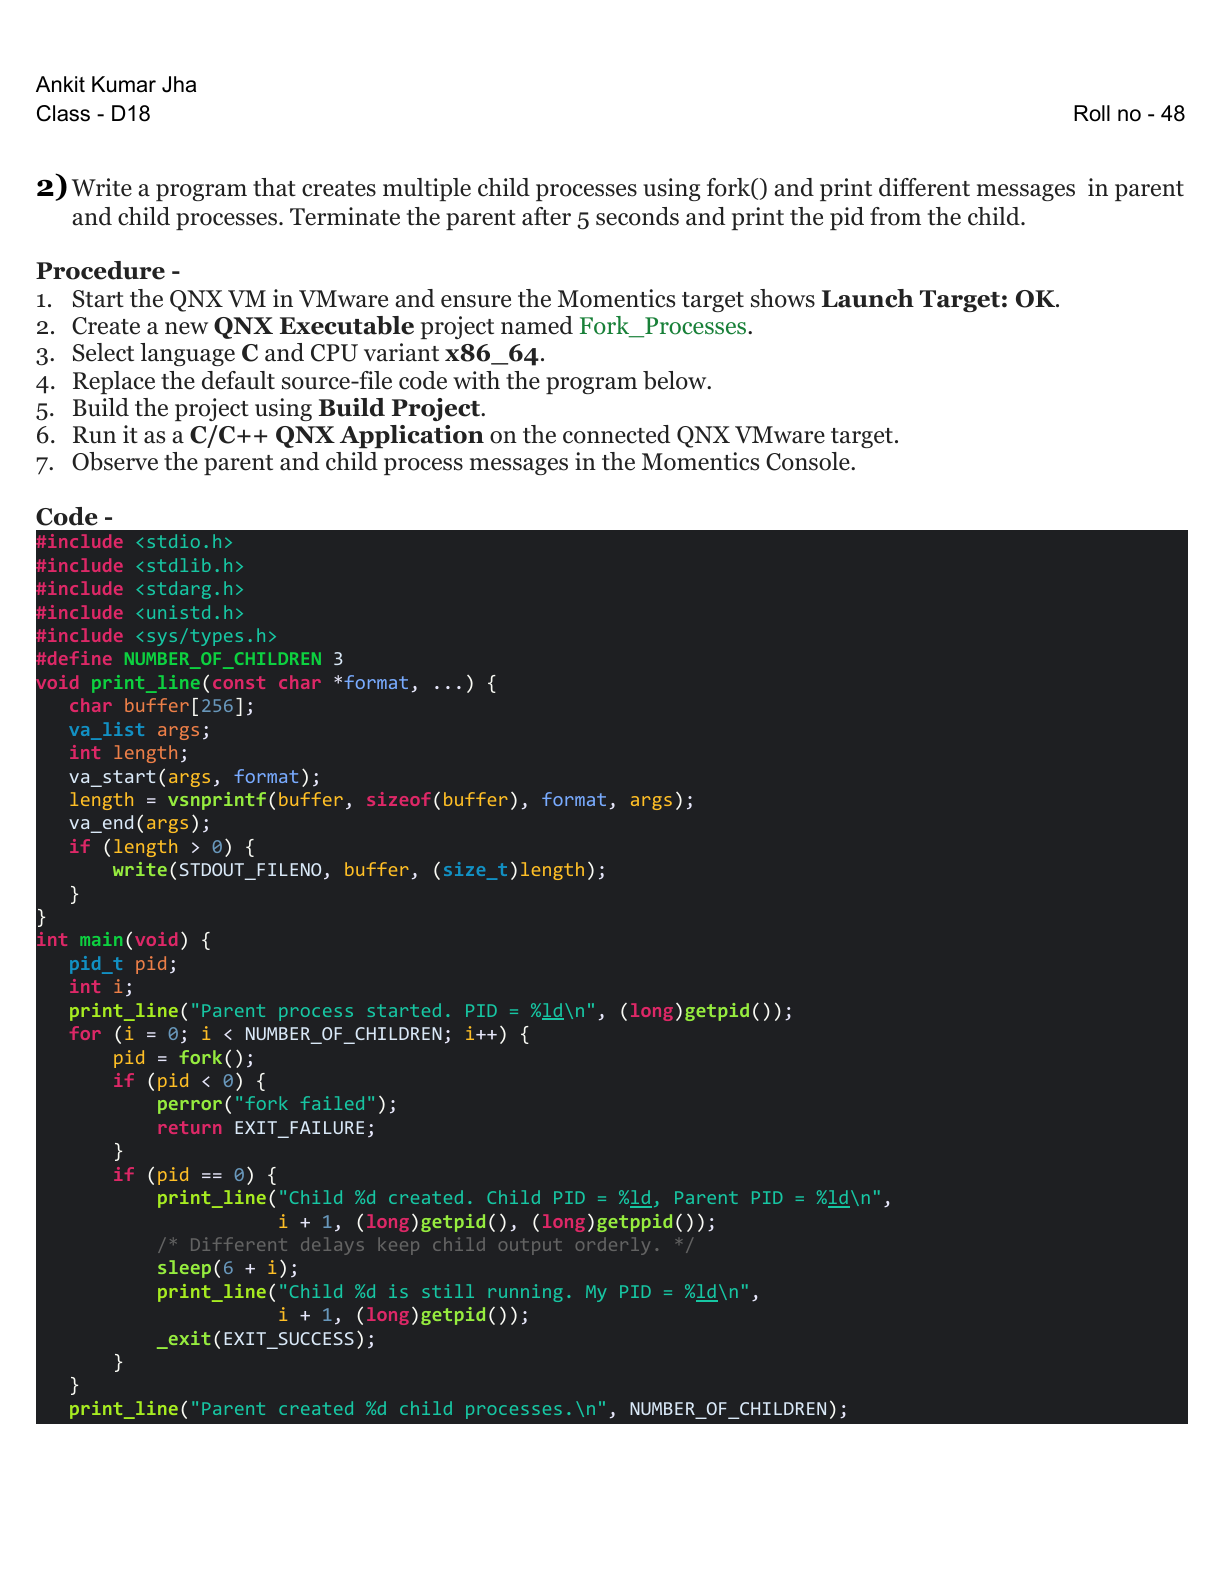 Ankit Kumar Jha
Class - D18 Roll no - 48
2) Write a program that creates multiple child processes using fork() and print different messages  in parent
and child processes. Terminate the parent after 5 seconds and print the pid from the child.
Procedure -
1. Start the QNX VM in VMware and ensure the Momentics target shows Launch Target: OK.
2. Create a new QNX Executable project named Fork_Processes.
3. Select language C and CPU variant x86_64.
4. Replace the default source-file code with the program below.
5. Build the project using Build Project.
6. Run it as a C/C++ QNX Application on the connected QNX VMware target.
7. Observe the parent and child process messages in the Momentics Console.
Code -
#include <stdio.h>
#include <stdlib.h>
#include <stdarg.h>
#include <unistd.h>
#include <sys/types.h>
#define NUMBER_OF_CHILDREN 3
void print_line(const char *format, ...) {
   char buffer[256];
   va_list args;
   int length;
   va_start(args, format);
   length = vsnprintf(buffer, sizeof(buffer), format, args);
   va_end(args);
   if (length > 0) {
       write(STDOUT_FILENO, buffer, (size_t)length);
   }
}
int main(void) {
   pid_t pid;
   int i;
   print_line("Parent process started. PID = %ld\n", (long)getpid());
   for (i = 0; i < NUMBER_OF_CHILDREN; i++) {
       pid = fork();
       if (pid < 0) {
           perror("fork failed");
           return EXIT_FAILURE;
       }
       if (pid == 0) {
           print_line("Child %d created. Child PID = %ld, Parent PID = %ld\n",
                      i + 1, (long)getpid(), (long)getppid());
           /* Different delays keep child output orderly. */
           sleep(6 + i);
           print_line("Child %d is still running. My PID = %ld\n",
                      i + 1, (long)getpid());
           _exit(EXIT_SUCCESS);
       }
   }
   print_line("Parent created %d child processes.\n", NUMBER_OF_CHILDREN);